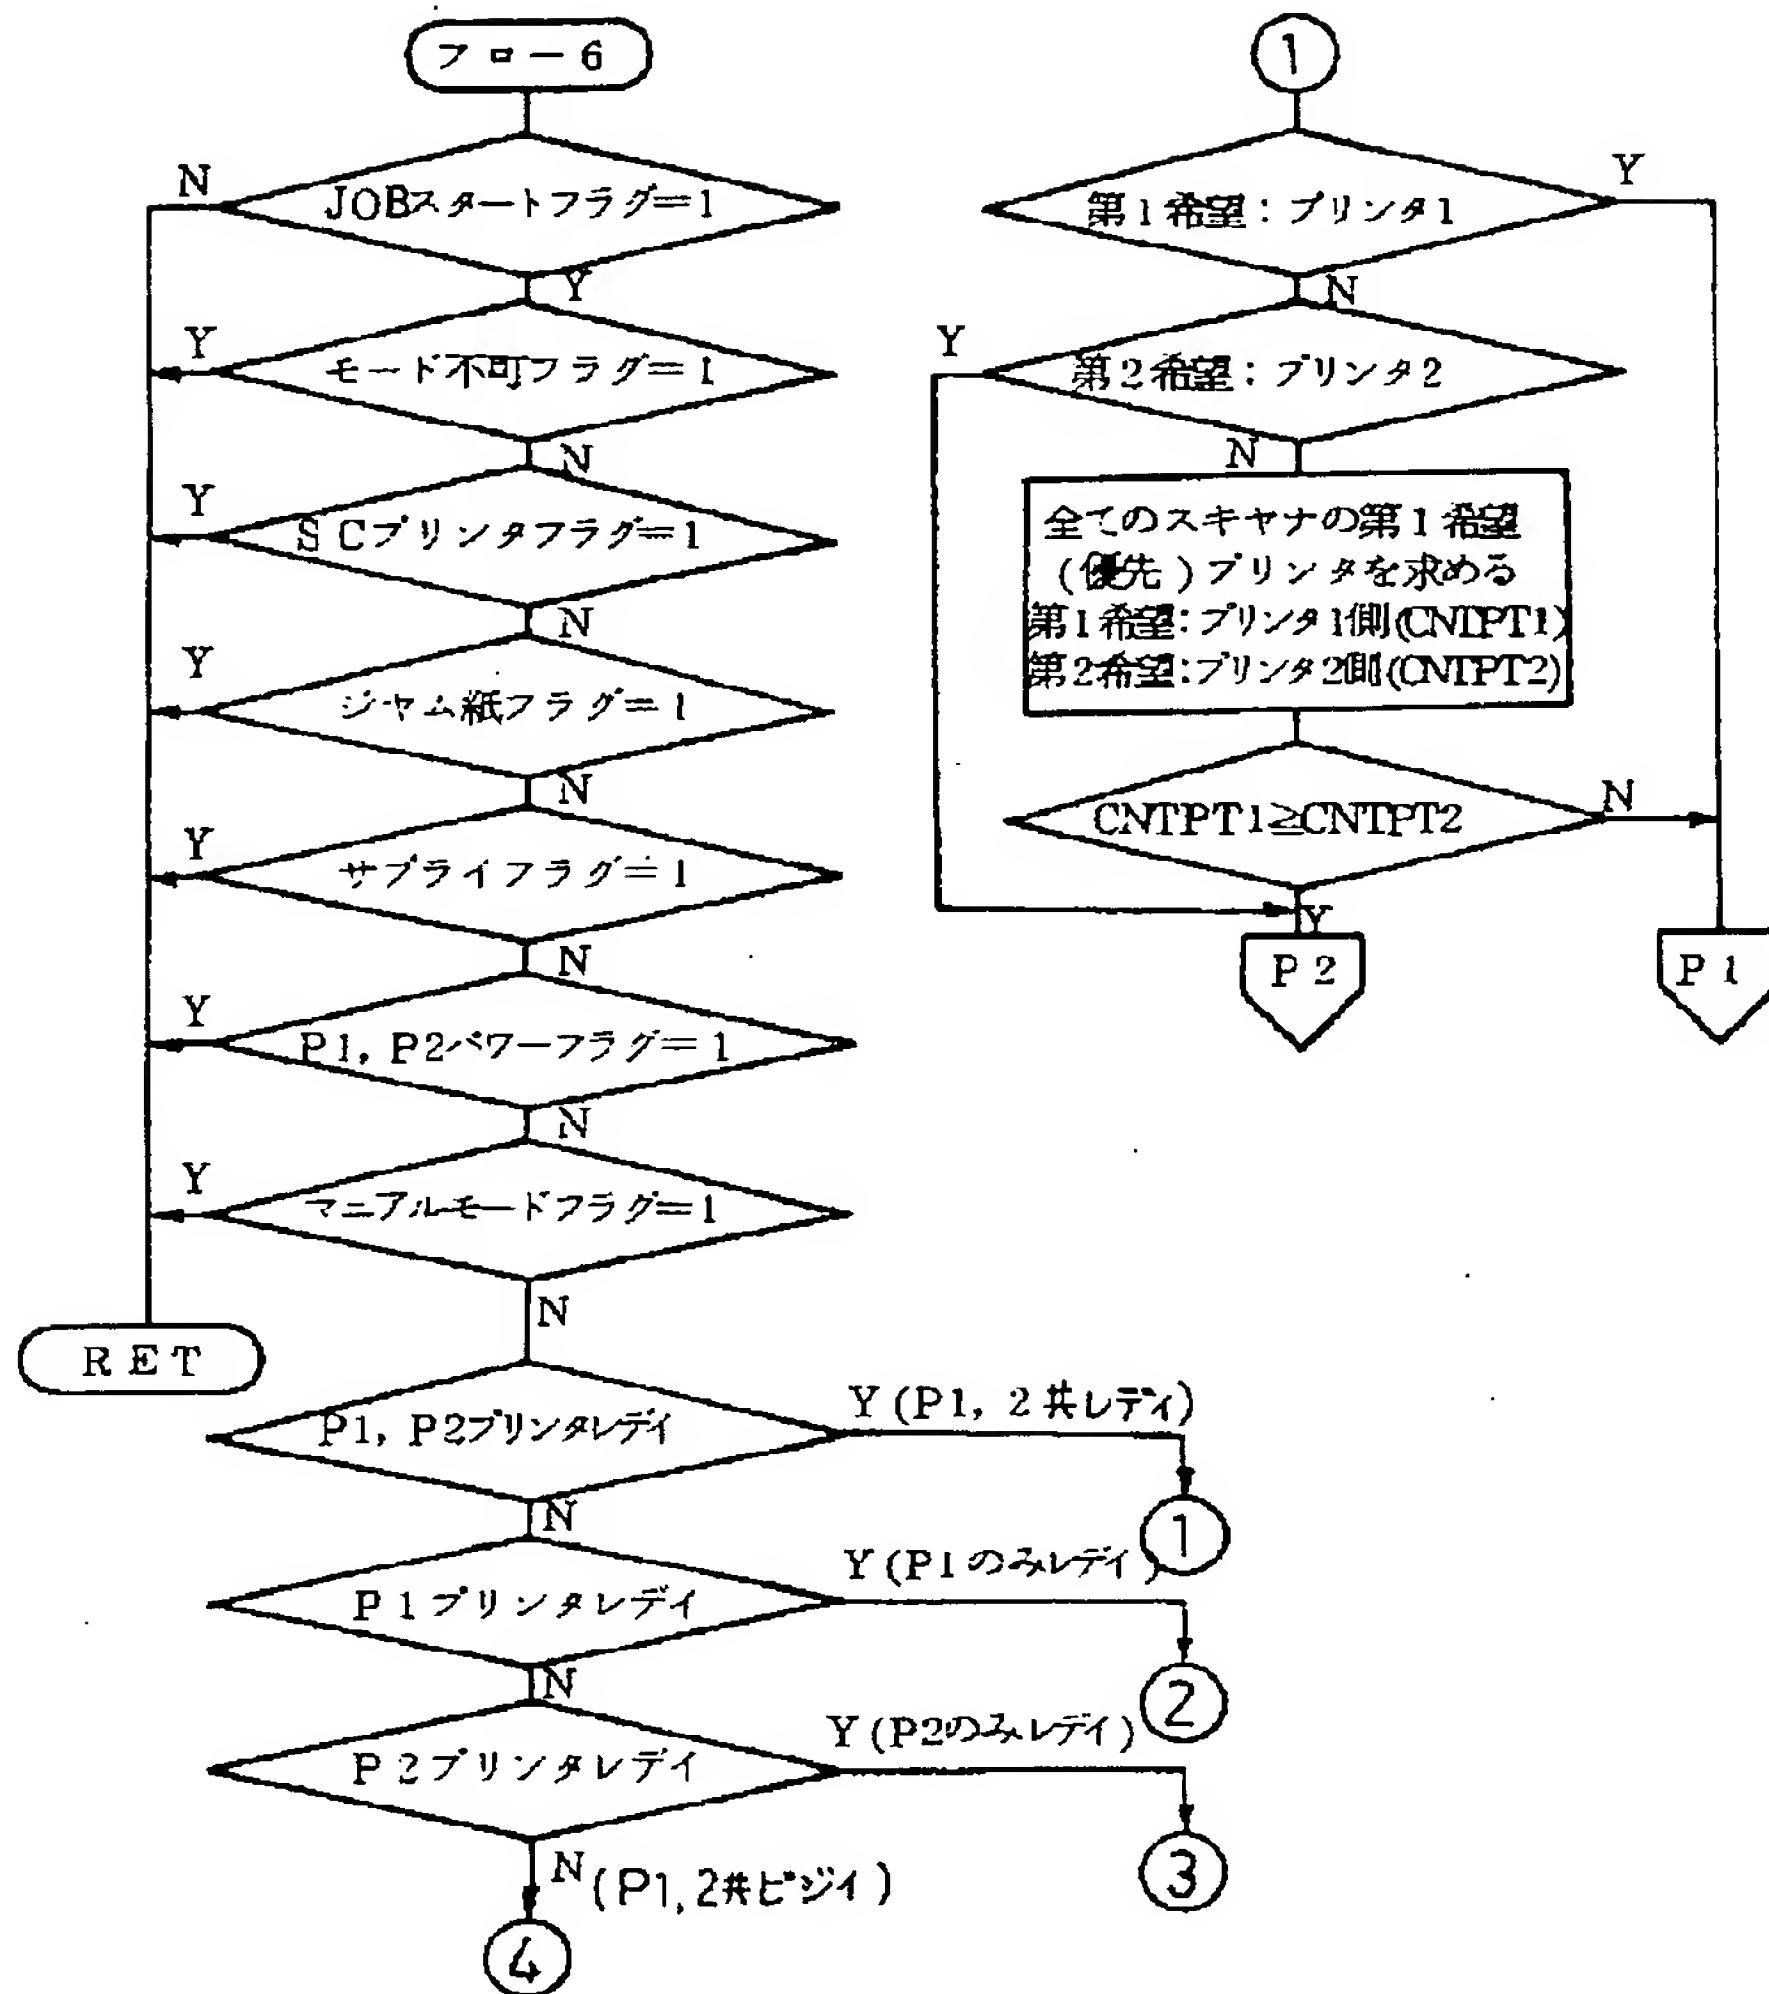 フロー6
JOBスタートフラグ=1
N
Y
モード不可フラグ=1
Y
N
SCプリンタフラグ=1
Y
N
ジャム紙フラグ=1
Y
N
サプライフラグ=1
Y
N
P1, P2パワーフラグ=1
Y
N
マニアルモードフラグ=1
Y
N
RET
P1, P2プリンタレディ
Y(P1, 2共レディ)
1
N
P1プリンタレディ
Y(P1のみレディ)
2
N
P2プリンタレディ
Y(P2のみレディ)
3
N(P1,2共ビジイ)
4
1
第1希望:プリンタ1
Y
N
第2希望:プリンタ2
Y
N
全てのスキャナの第1希望
(優先)プリンタを求める
第1希望:プリンタ1側(CNTPT1)
第2希望:プリンタ2側(CNTPT2)
CNTPT1≧CNTPT2
N
Y
P2
P1